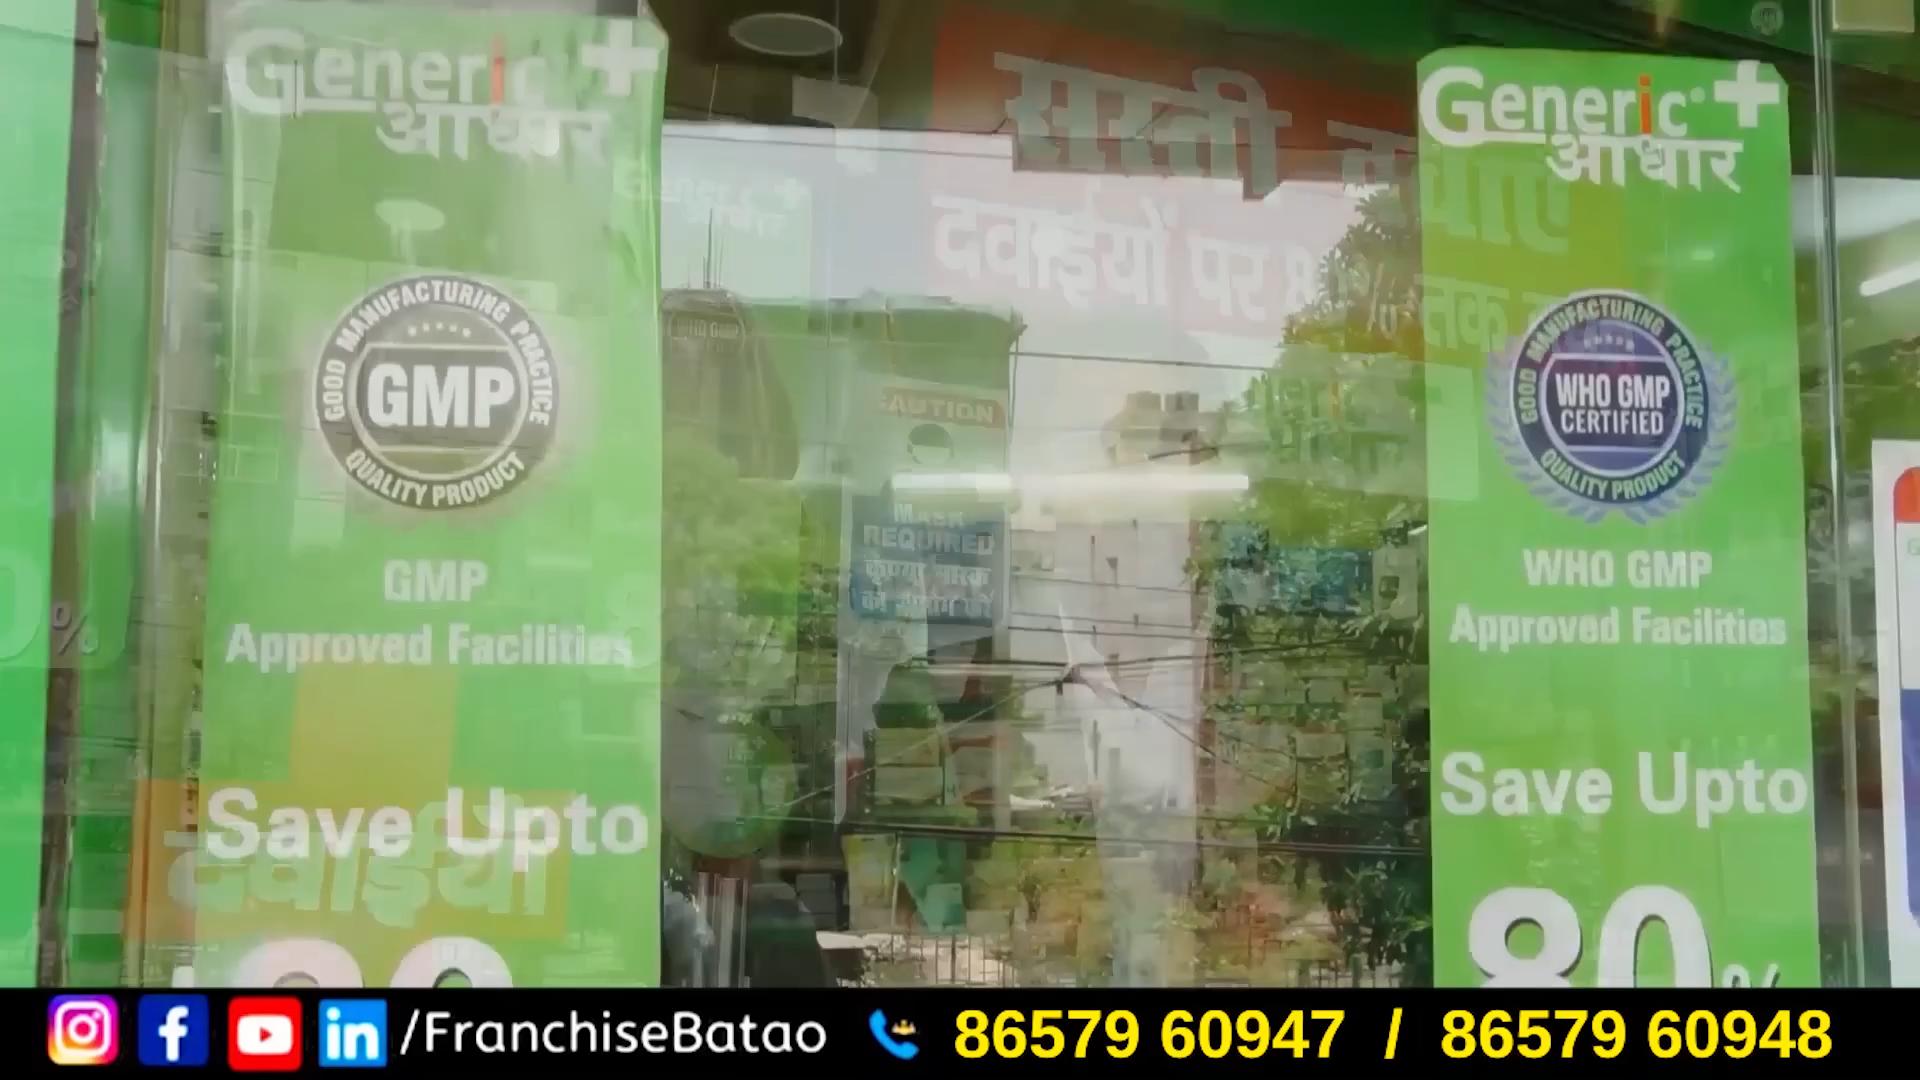 Generic
आधार
GOOD MANUFACTURING PRACTICE
GMP
QUALITY PRODUCT
GMP
Approved Facilities
Save Upto
दवाईयों
सस्ती
दवाईयों पर
तक
CAUTION
MASK
REQUIRED
कृप्या मास्क
Generic
आधार
GOOD MANUFACTURING PRACTICE
WHO GMP
CERTIFIED
QUALITY PRODUCT
WHO GMP
Approved Facilities
Save Upto
80%
/FranchiseBatao
86579 60947 / 86579 60948